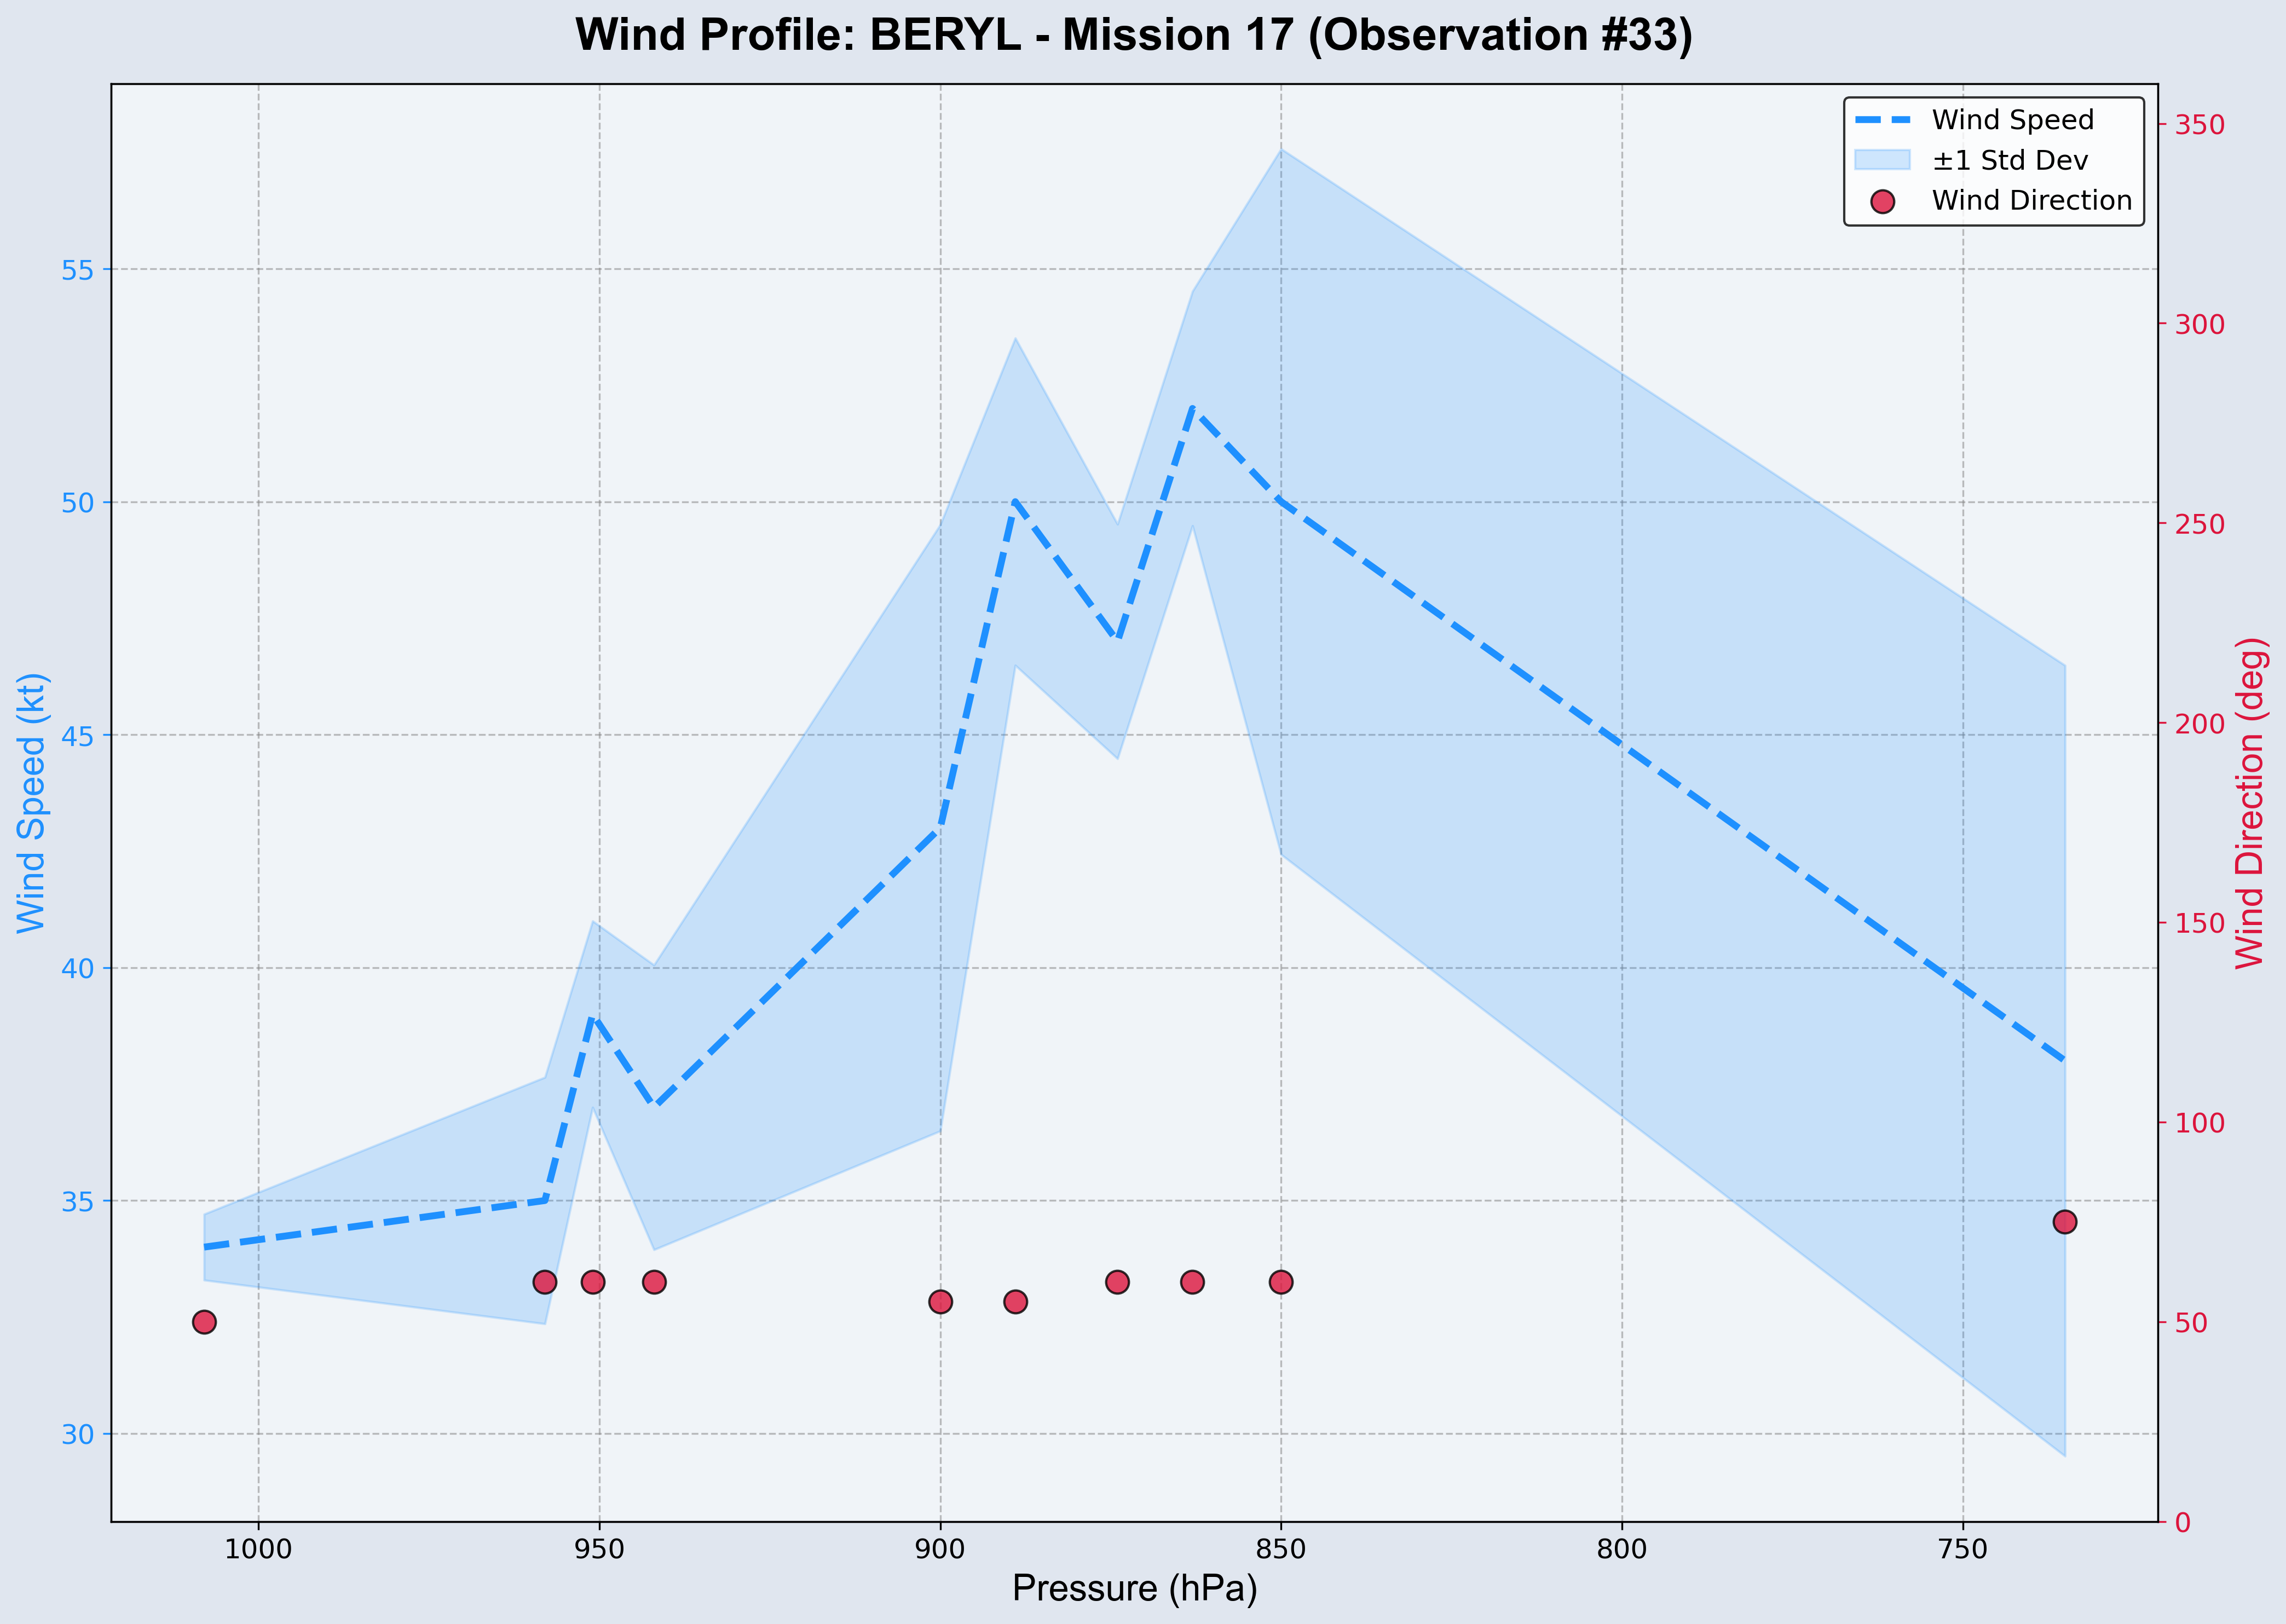 Wind Profile: BERYL - Mission 17 (Observation #33)
Wind Speed
±1 Std Dev
Wind Direction
55
50
45
40
35
30
Wind Speed (kt)
350
300
250
200
150
100
50
0
Wind Direction (deg)
1000
950
900
850
800
750
Pressure (hPa)